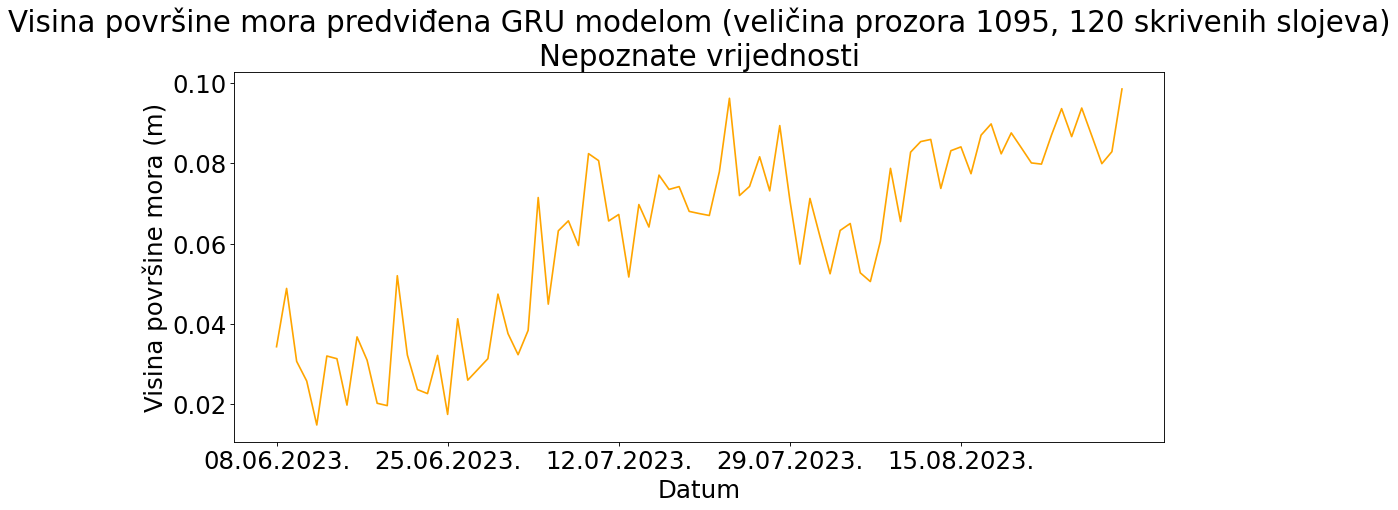 Visina površine mora predviđena GRU modelom (veličina prozora 1095, 120 skrivenih slojeva)
Nepoznate vrijednosti
Visina površine mora (m)
0.10
0.08
0.06
0.04
0.02
08.06.2023. 25.06.2023. 12.07.2023. 29.07.2023. 15.08.2023.
Datum